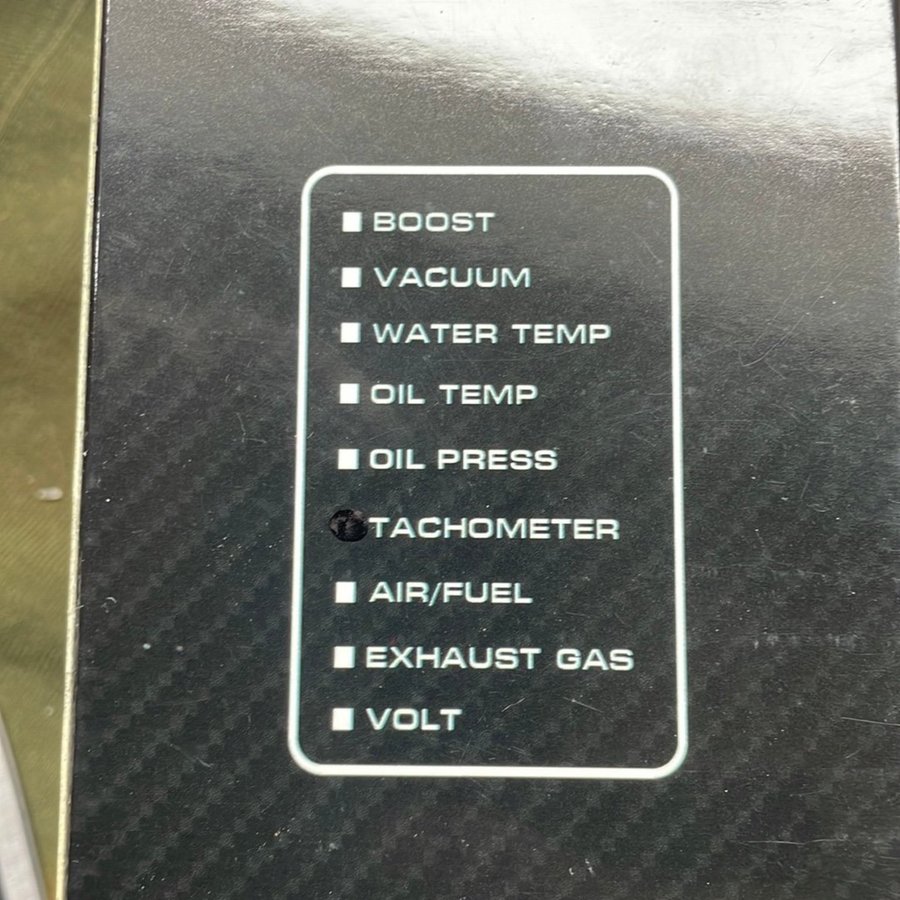 BOOST
VACUUM
WATER TEMP
OIL TEMP
OIL PRESS
TACHOMETER
AIR/FUEL
EXHAUST GAS
VOLT